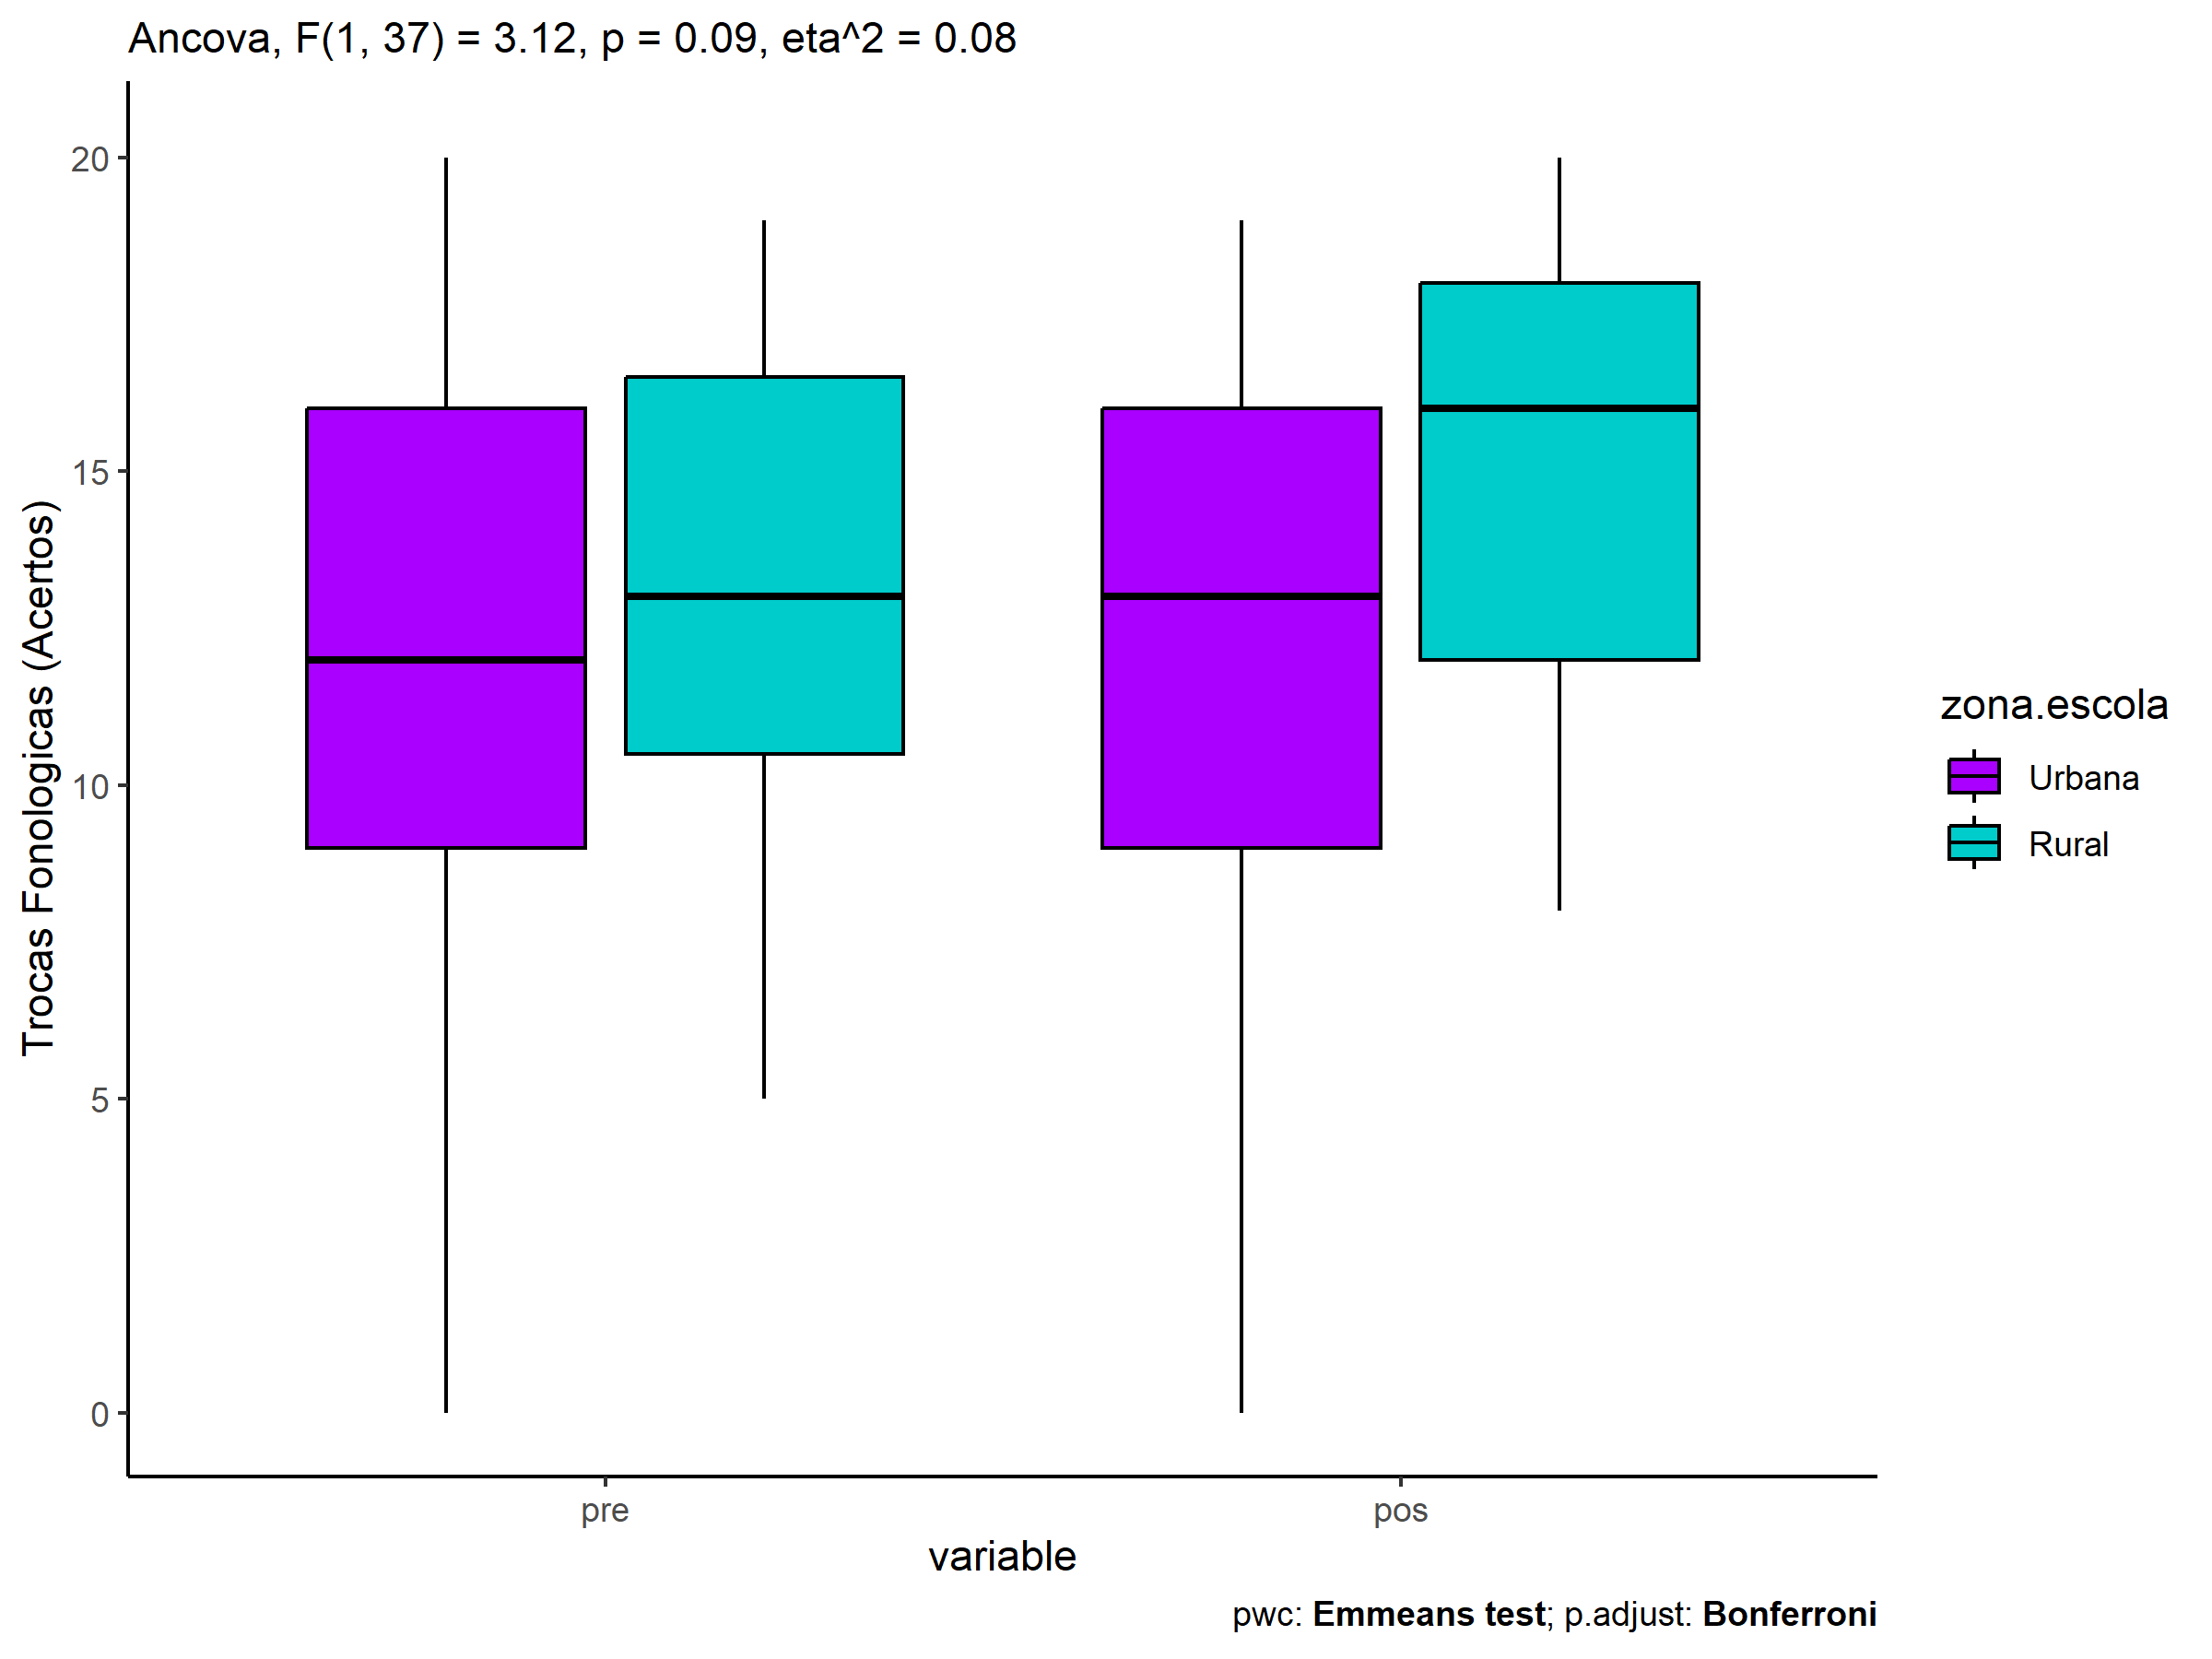 Ancova, F(1, 37) = 3.12, p = 0.09, eta^2 = 0.08
Trocas Fonologicas (Acertos)
20
15
10
5
0
pre
pos
variable
zona.escola
Urbana
Rural
pwc: Emmeans test; p.adjust: Bonferroni